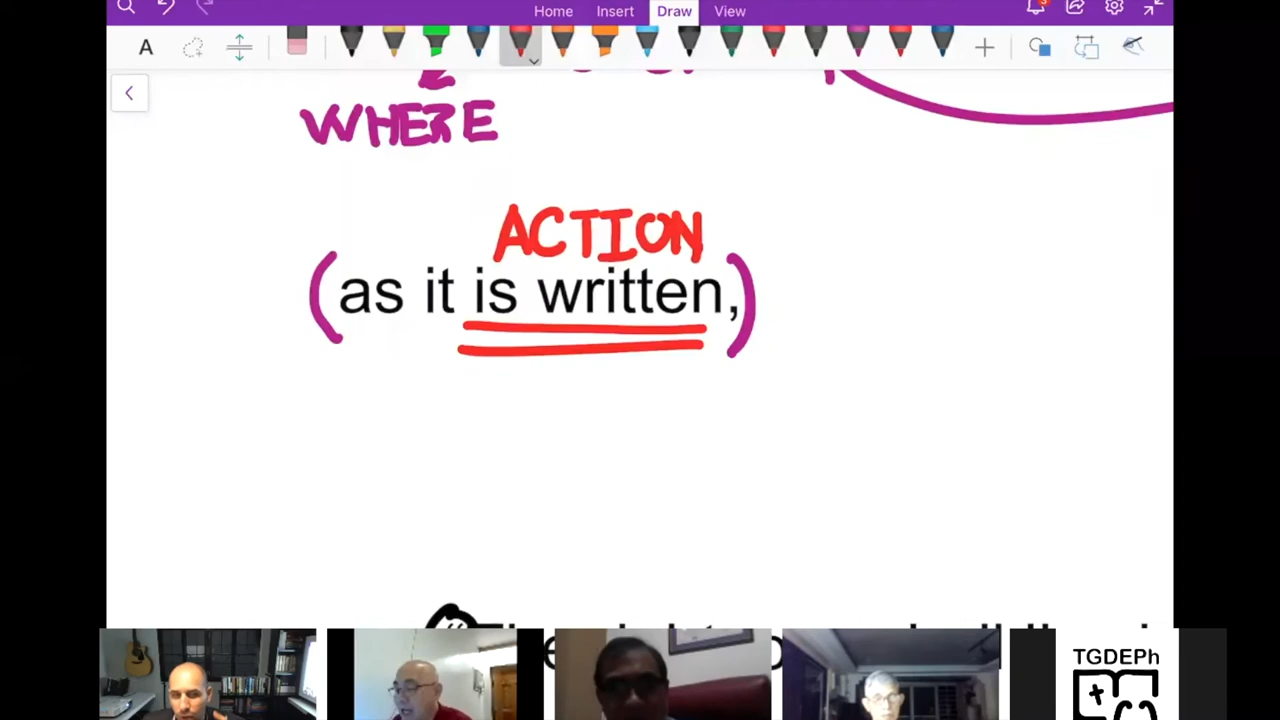 Home Insert Draw View
A
WHERE
ACTION
(as it is written,)
TGDEPh